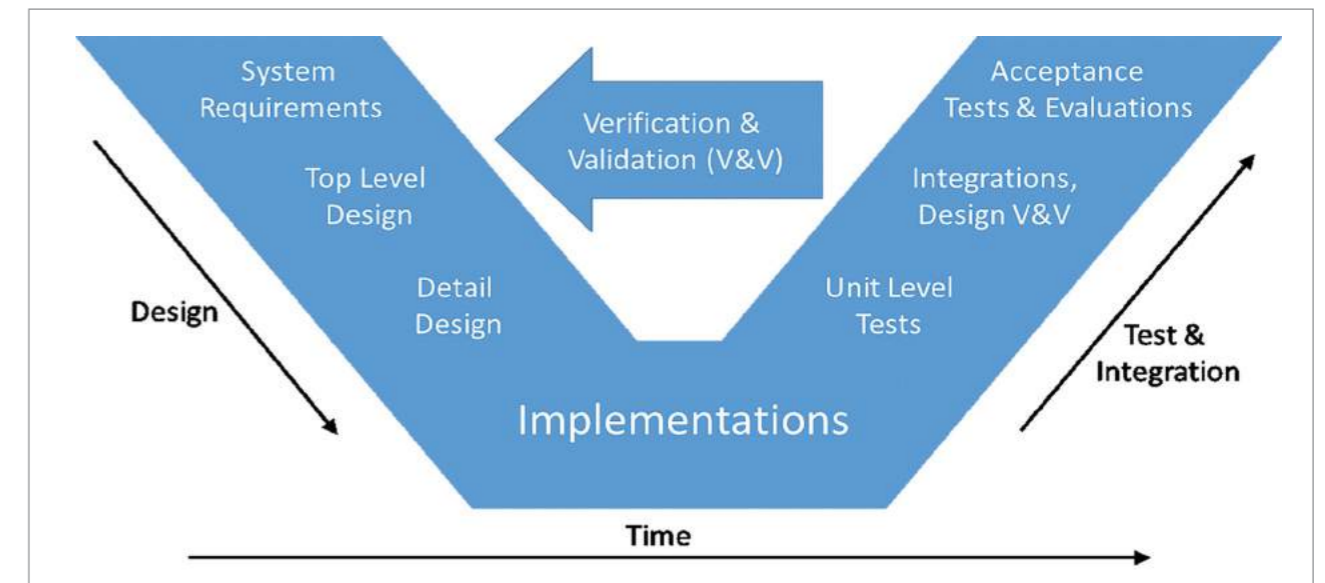 System
Requirements
Top Level
Design
Detail
Design
Design
Verification &
Validation (V&V)
Implementations
Acceptance
Tests & Evaluations
Integrations,
Design V&V
Unit Level
Tests
Test &
Integration
Time